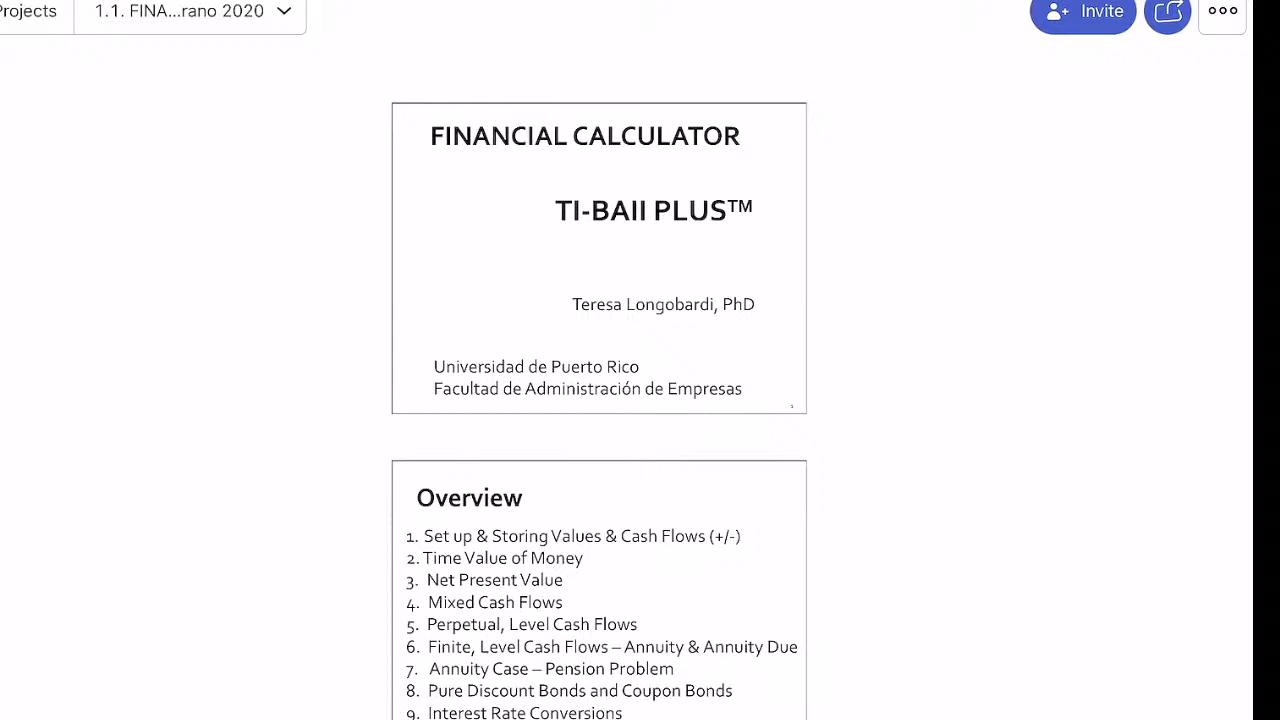 Projects
1.1. FINA...rano 2020
Invite
FINANCIAL CALCULATOR
TI-BAII PLUS™
Teresa Longobardi, PhD
Universidad de Puerto Rico
Facultad de Administración de Empresas
1
Overview
1. Set up & Storing Values & Cash Flows (+/-)
2. Time Value of Money
3. Net Present Value
4. Mixed Cash Flows
5. Perpetual, Level Cash Flows
6. Finite, Level Cash Flows – Annuity & Annuity Due
7. Annuity Case – Pension Problem
8. Pure Discount Bonds and Coupon Bonds
9. Interest Rate Conversions